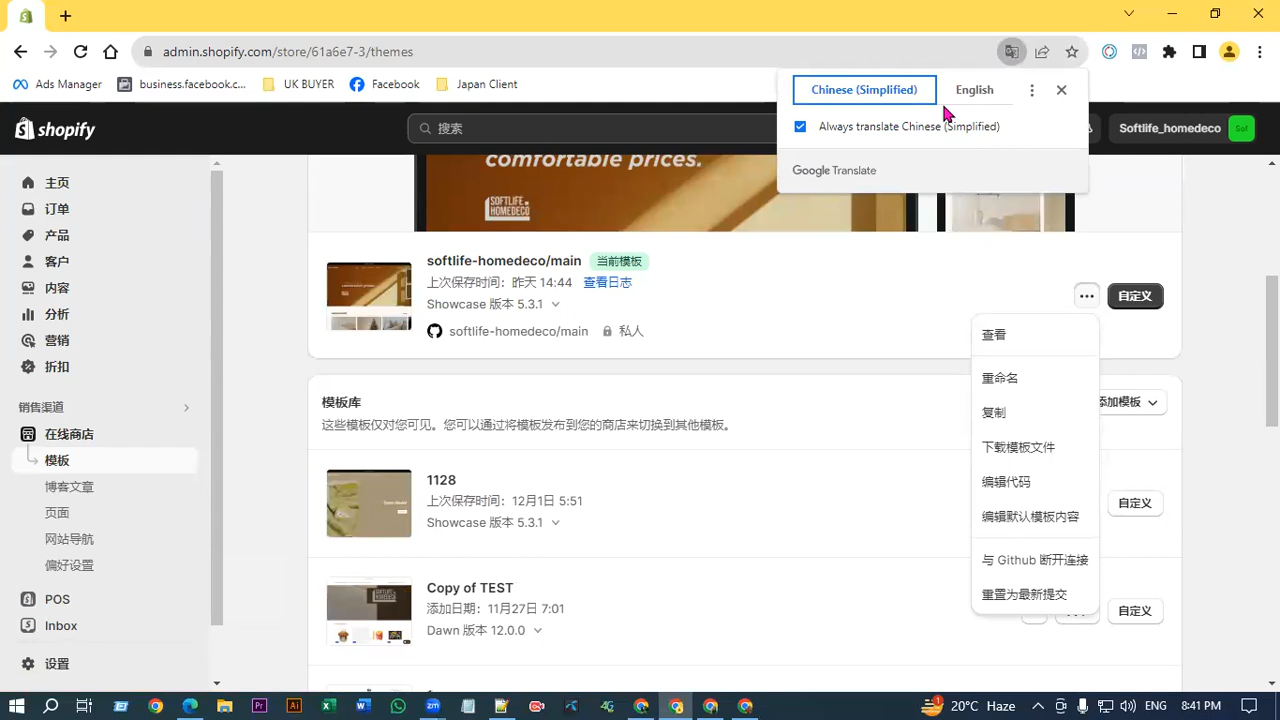 admin.shopify.com/store/61a6e7-3/themes
Ads Manager
business.facebook.c...
UK BUYER
Facebook
Japan Client
Chinese (Simplified)
English
Always translate Chinese (Simplified)
Google Translate
shopify
搜索
Softlife_homedeco
Sof
comfortable prices.
SOFTLIFE
HOMEDECO
主页
订单
产品
客户
内容
分析
营销
折扣
销售渠道
在线商店
模板
博客文章
页面
网站导航
偏好设置
POS
Inbox
设置
softlife-homedeco/main
当前模板
上次保存时间：昨天 14:44
查看日志
Showcase 版本 5.3.1
softlife-homedeco/main
私人
自定义
查看
重命名
复制
下载模板文件
编辑代码
编辑默认模板内容
与 Github 断开连接
重置为最新提交
模板库
这些模板仅对您可见。您可以通过将模板发布到您的商店来切换到其他模板。
添加模板
1128
上次保存时间：12月1日 5:51
Showcase 版本 5.3.1
自定义
Copy of TEST
添加日期：11月27日 7:01
Dawn 版本 12.0.0
自定义
20°C Haze
ENG
8:41 PM